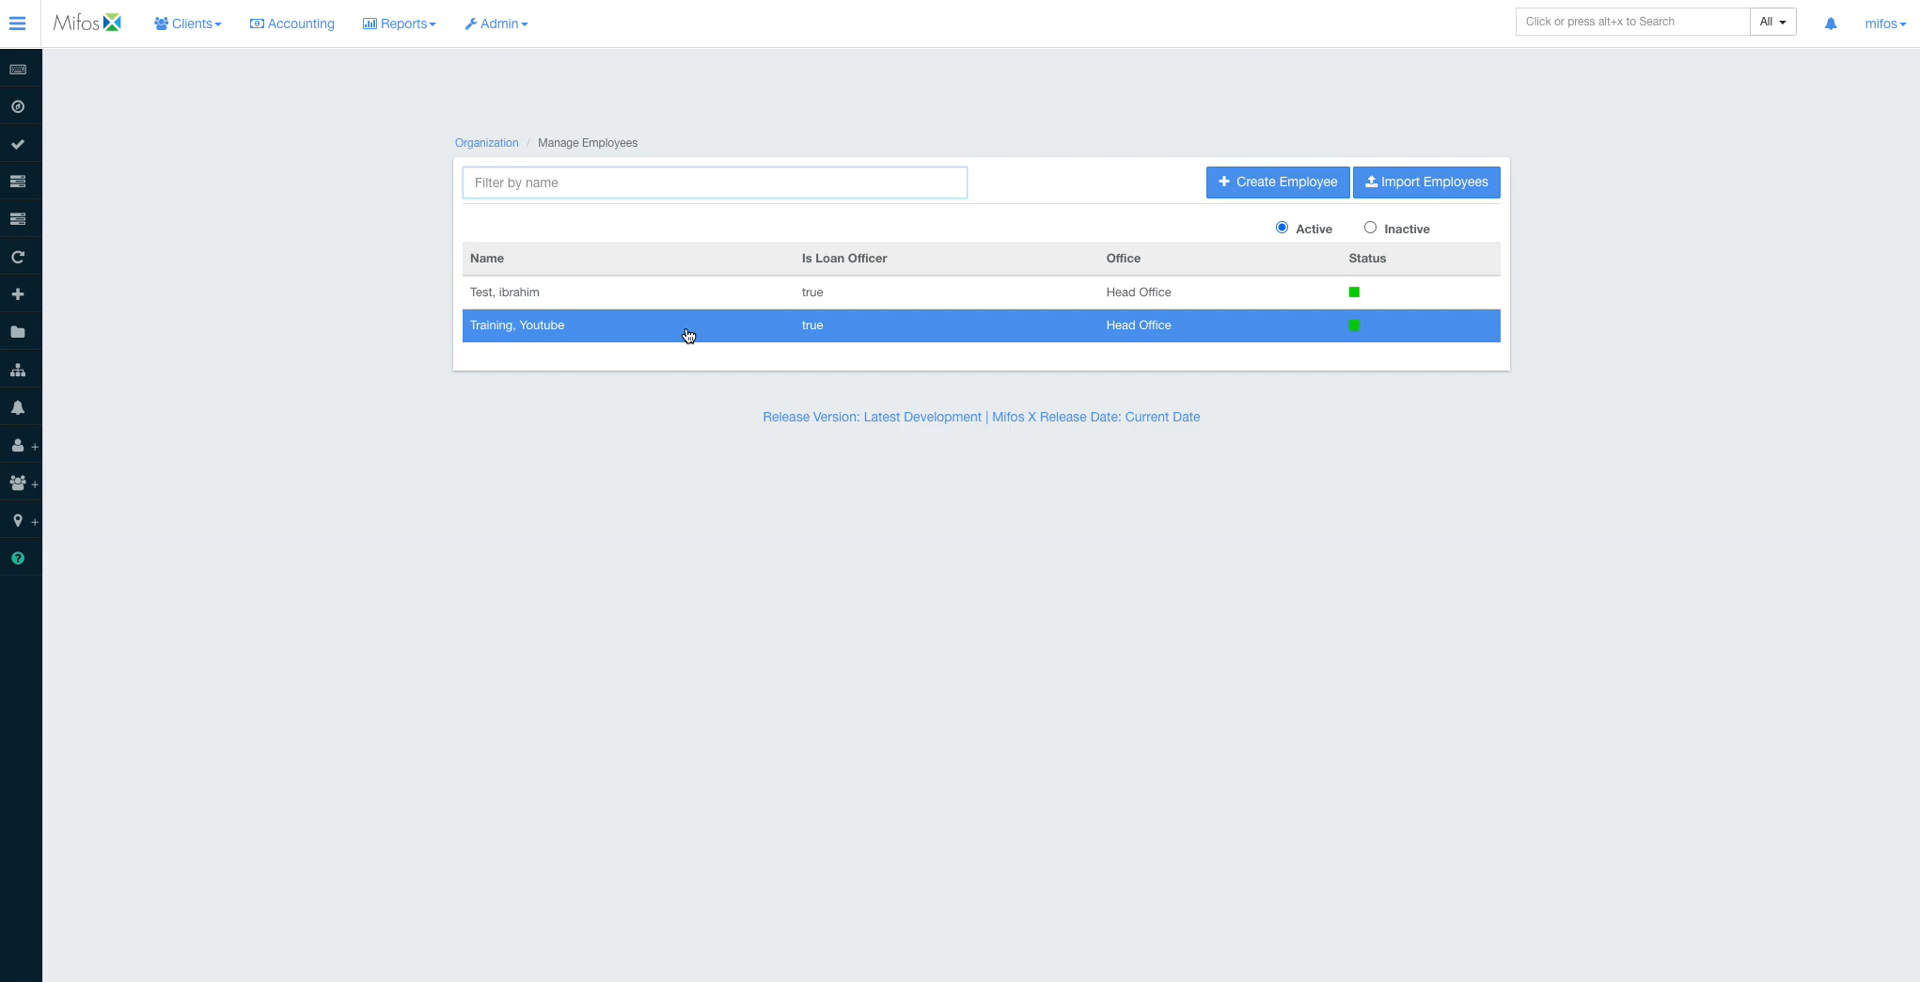 Mifos Clients Accounting Reports Admin Click or press alt+x to Search All mifos
Organization / Manage Employees
Filter by name + Create Employee Import Employees
Active Inactive
Name Is Loan Officer Office Status
Test, ibrahim true Head Office
Training, Youtube true Head Office
Release Version: Latest Development | Mifos X Release Date: Current Date
+
+
+
?